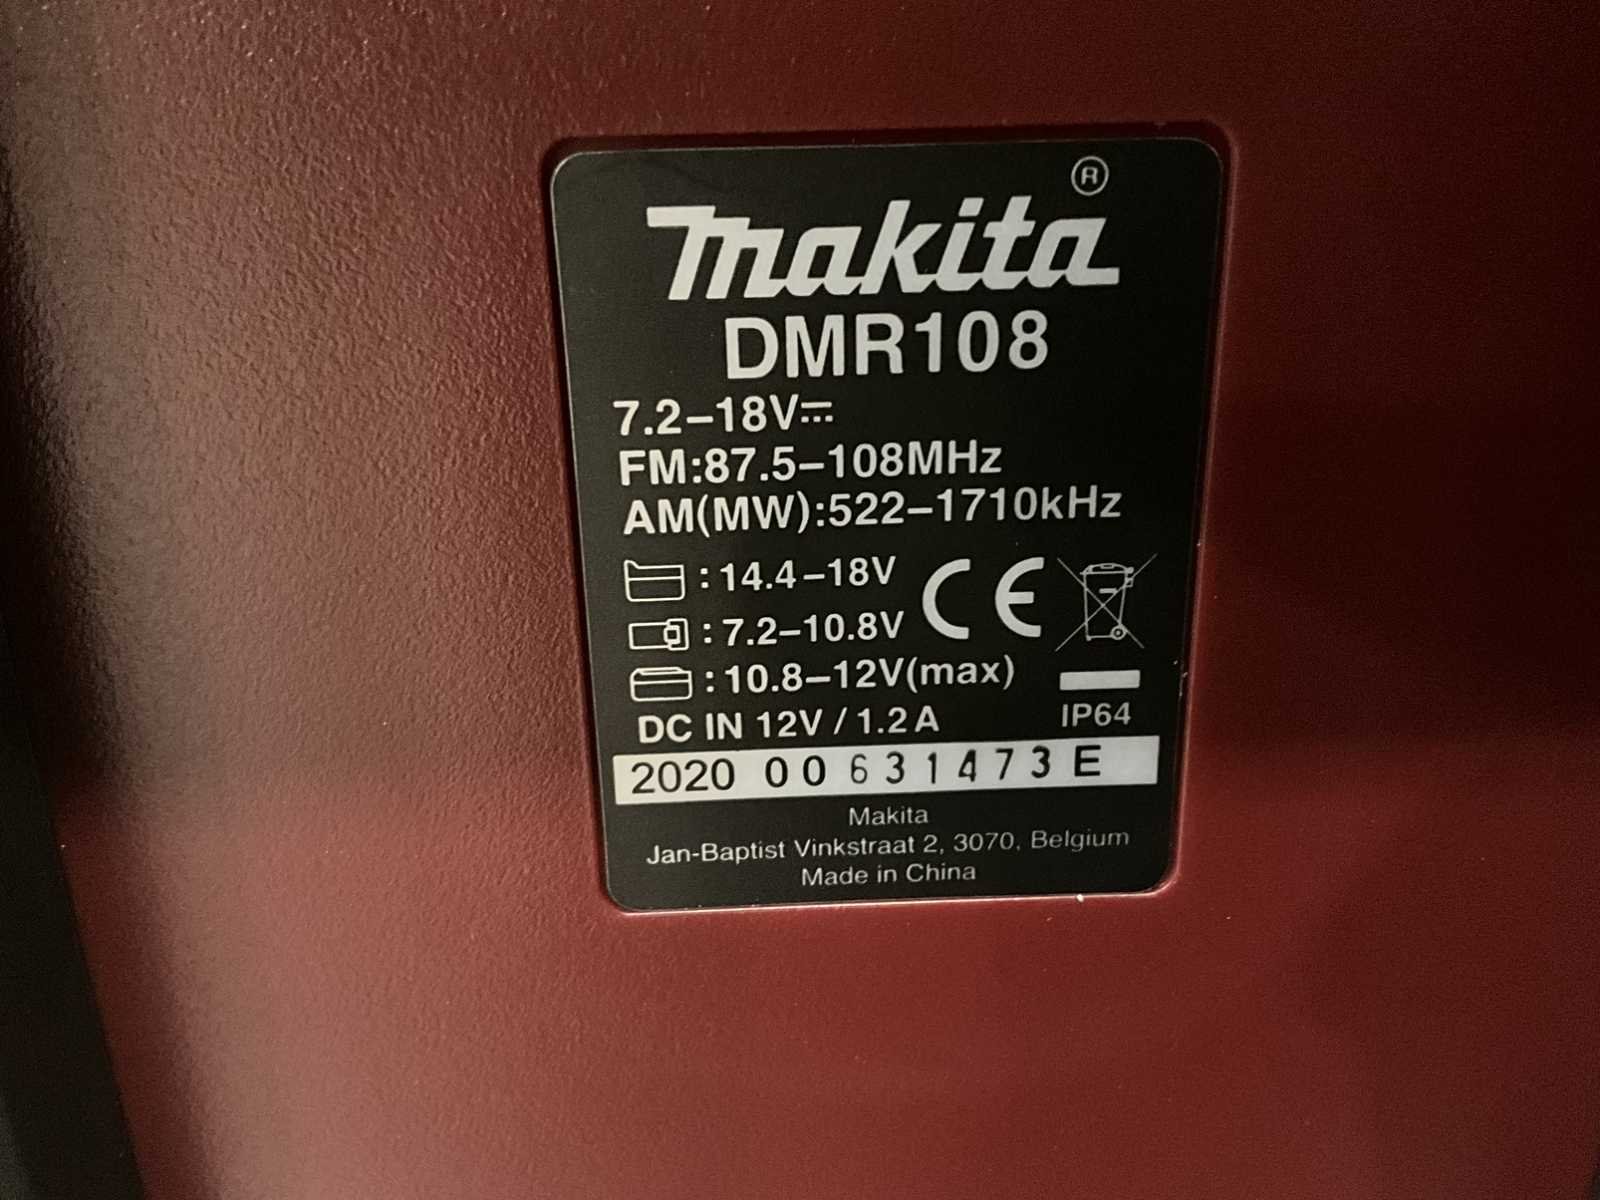 Makita®
DMR108
7.2–18V⎓
FM:87.5–108MHz
AM(MW):522–1710kHz
: 14.4–18V
: 7.2–10.8V
CE
: 10.8–12V(max)
DC IN 12V / 1.2 A
IP64
2020 00631473 E
Makita
Jan-Baptist Vinkstraat 2, 3070, Belgium
Made in China